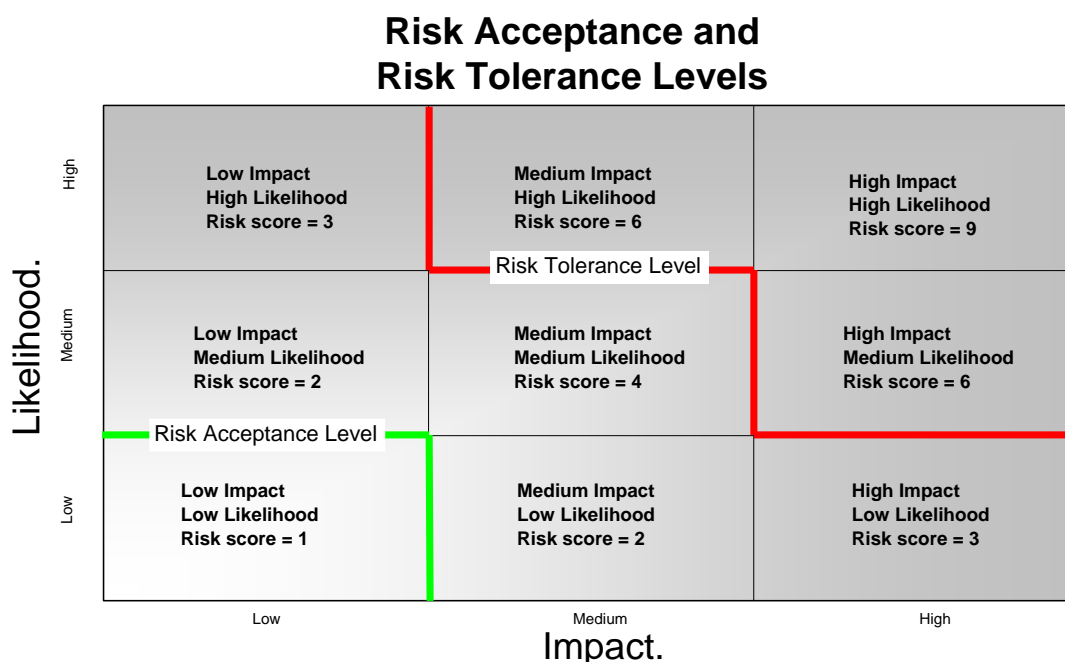 Risk Acceptance and
Risk Tolerance Levels
High
Low Impact
High Likelihood
Risk score = 3
Medium Impact
High Likelihood
Risk score = 6
High Impact
High Likelihood
Risk score = 9
Risk Tolerance Level
Likelihood.
Medium
Low Impact
Medium Likelihood
Risk score = 2
Medium Impact
Medium Likelihood
Risk score = 4
High Impact
Medium Likelihood
Risk score = 6
Risk Acceptance Level
Low
Low Impact
Low Likelihood
Risk score = 1
Medium Impact
Low Likelihood
Risk score = 2
High Impact
Low Likelihood
Risk score = 3
Low
Medium
High
Impact.